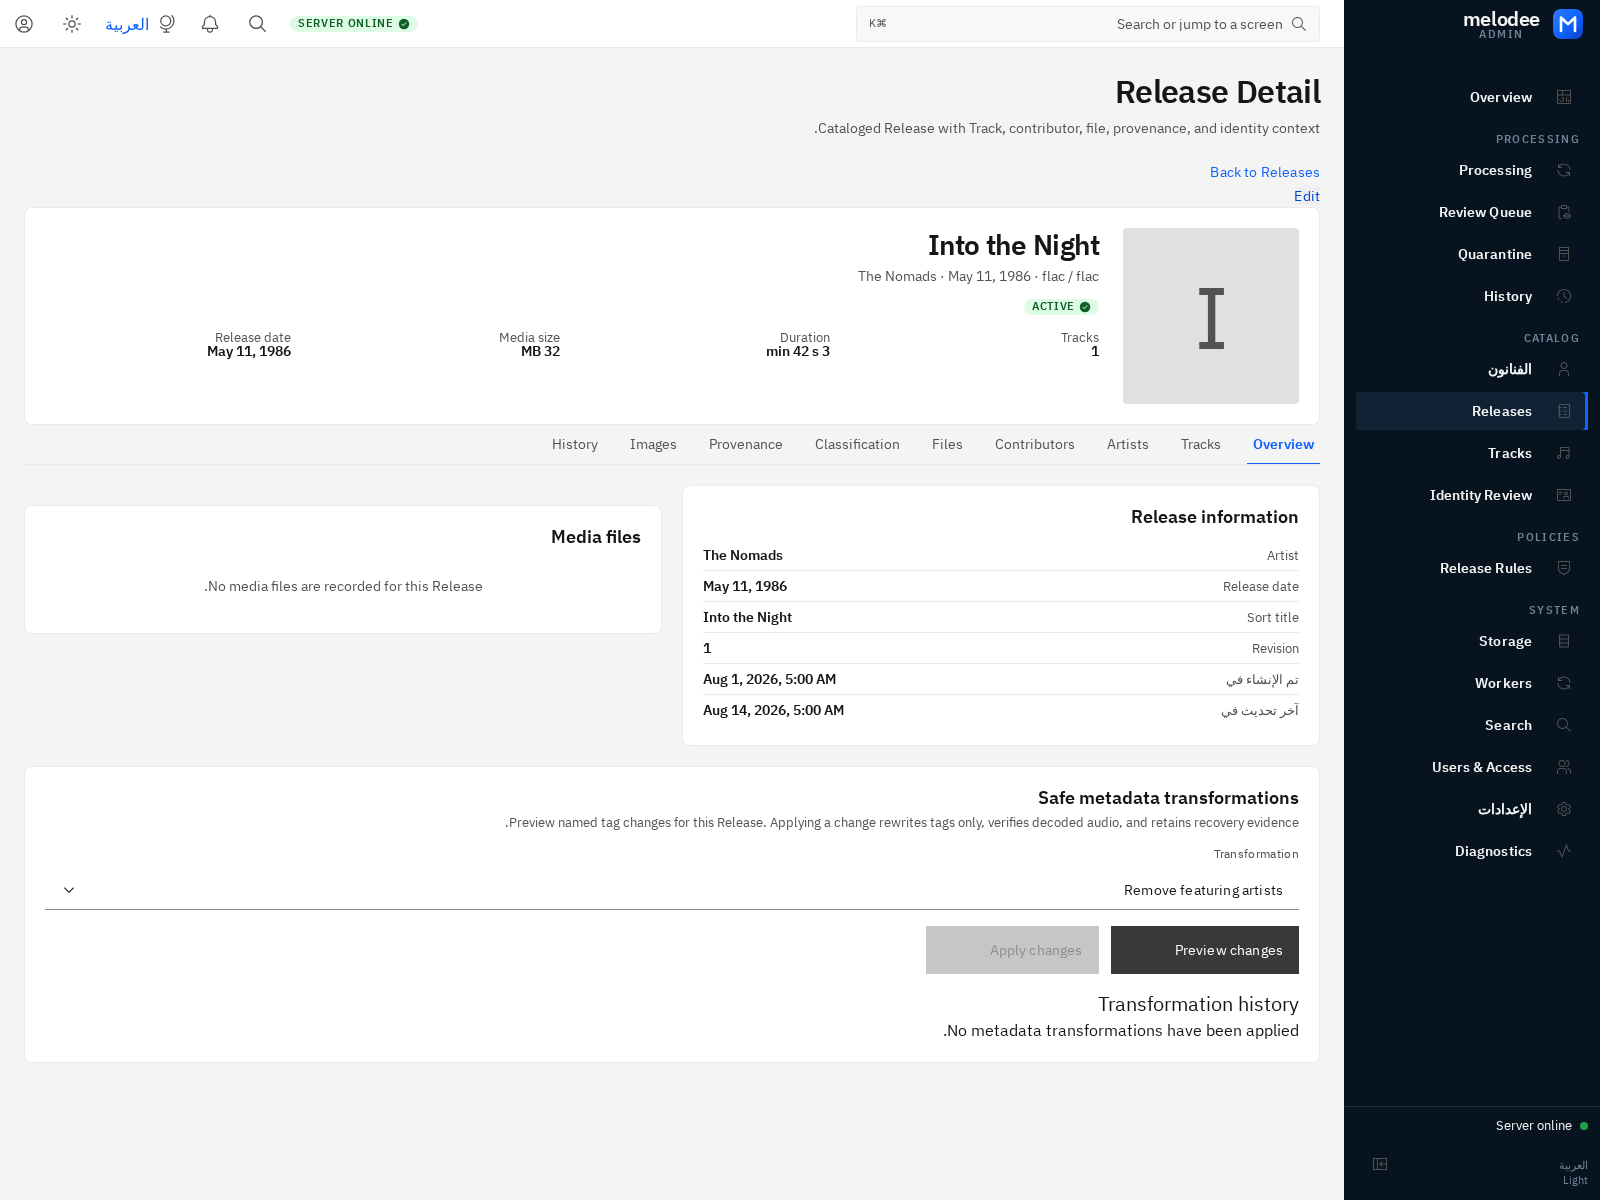 melodee
ADMIN
Search or jump to a screen
K⌘
SERVER ONLINE
العربية
Overview
PROCESSING
Processing
Review Queue
Quarantine
History
CATALOG
الفنانون
Releases
Tracks
Identity Review
POLICIES
Release Rules
SYSTEM
Storage
Workers
Search
Users & Access
الإعدادات
Diagnostics
Server online
العربية
Light
Release Detail
.Cataloged Release with Track, contributor, file, provenance, and identity context
Back to Releases
Edit
I
Into the Night
The Nomads · May 11, 1986 · flac / flac
ACTIVE
Tracks
1
Duration
min 42 s 3
Media size
MB 32
Release date
May 11, 1986
Overview
Tracks
Artists
Contributors
Files
Classification
Provenance
Images
History
Release information
Artist
The Nomads
Release date
May 11, 1986
Sort title
Into the Night
Revision
1
تم الإنشاء في
Aug 1, 2026, 5:00 AM
آخر تحديث في
Aug 14, 2026, 5:00 AM
Media files
.No media files are recorded for this Release
Safe metadata transformations
.Preview named tag changes for this Release. Applying a change rewrites tags only, verifies decoded audio, and retains recovery evidence
Transformation
Remove featuring artists
Preview changes
Apply changes
Transformation history
.No metadata transformations have been applied